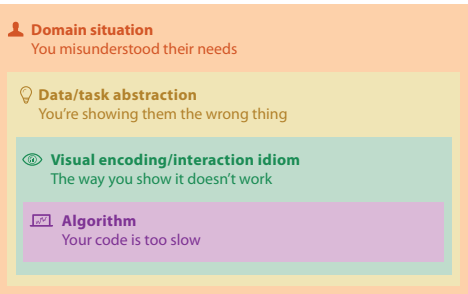 Domain situation
You misunderstood their needs
Data/task abstraction
You're showing them the wrong thing
Visual encoding/interaction idiom
The way you show it doesn't work
Algorithm
Your code is too slow